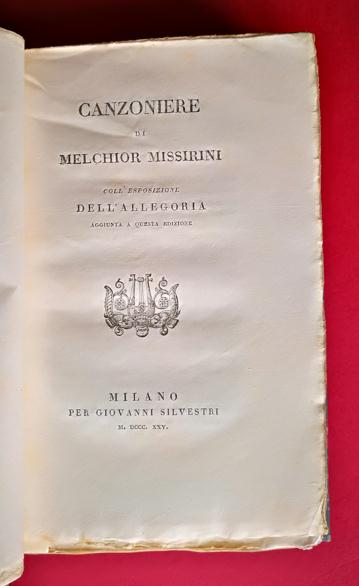 CANZONIERE
DI
MELCHIOR MISSIRINI
COLL'ESPOSIZIONE
DELL'ALLEGORIA
AGGIUNTA A QUESTA EDIZIONE
MILANO
PER GIOVANNI SILVESTRI
M. DCCC. XXV.